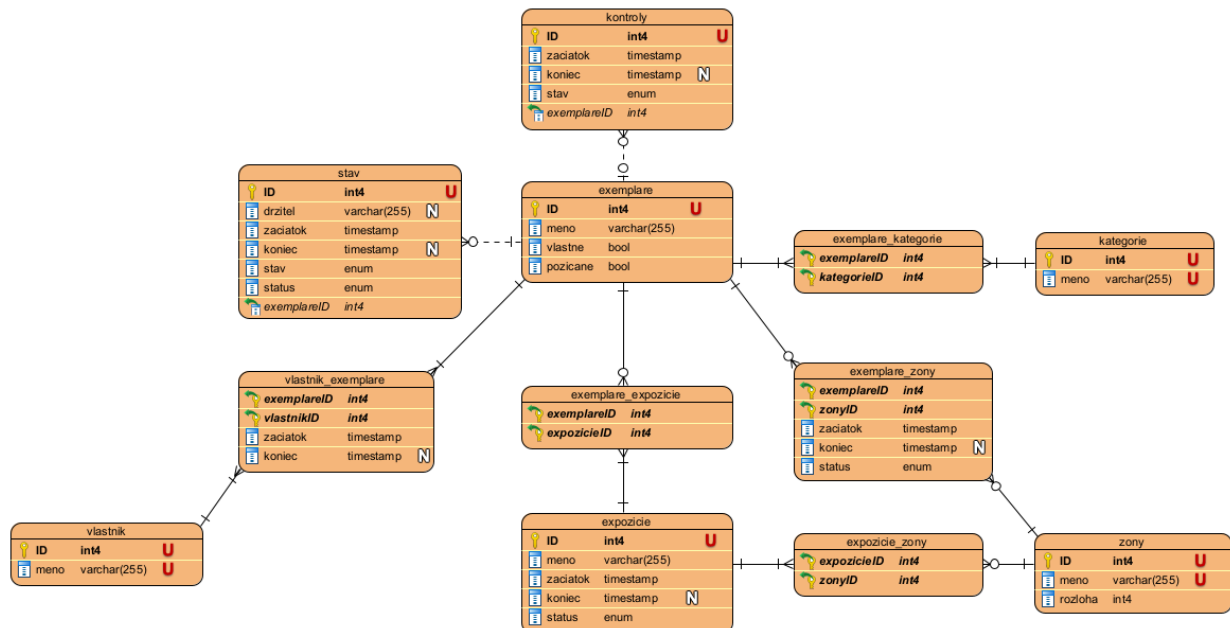 kontroly
ID int4 U
zaciatok timestamp
koniec timestamp N
stav enum
exemplareID int4
stav
ID int4 U
drzitel varchar(255) N
zaciatok timestamp
koniec timestamp N
stav enum
status enum
exemplareID int4
exemplare
ID int4 U
meno varchar(255)
vlastne bool
pozicane bool
exemplare_kategorie
exemplareID int4
kategorieID int4
kategorie
ID int4 U
meno varchar(255) U
vlastnik_exemplare
exemplareID int4
vlastnikID int4
zaciatok timestamp
koniec timestamp N
exemplare_expozicie
exemplareID int4
expozicieID int4
exemplare_zony
exemplareID int4
zonyID int4
zaciatok timestamp
koniec timestamp N
status enum
vlastnik
ID int4 U
meno varchar(255) U
expozicie
ID int4 U
meno varchar(255)
zaciatok timestamp
koniec timestamp N
status enum
expozicie_zony
expozicieID int4
zonyID int4
zony
ID int4 U
meno varchar(255) U
rozloha int4